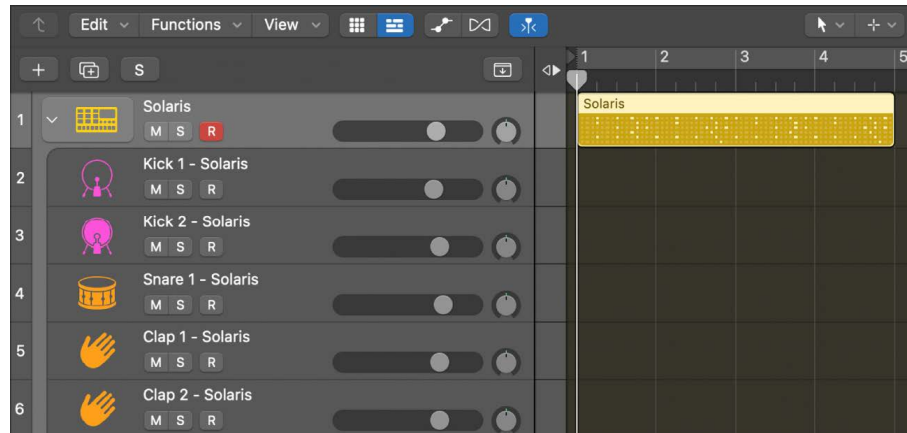 Edit Functions View
S
1 2 3 4 5
1 Solaris
M S R
Solaris
2 Kick 1 - Solaris
M S R
3 Kick 2 - Solaris
M S R
4 Snare 1 - Solaris
M S R
5 Clap 1 - Solaris
M S R
6 Clap 2 - Solaris
M S R